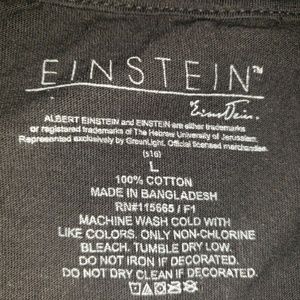 EINSTEIN™
Einstein.
ALBERT EINSTEIN and EINSTEIN are either trademarks
or registered trademarks of The Hebrew University of Jerusalem.
Represented exclusively by GreenLight. Official licensed merchandise
(s16)
L
100% COTTON
MADE IN BANGLADESH
RN#115665 / F1
MACHINE WASH COLD WITH
LIKE COLORS. ONLY NON-CHLORINE
BLEACH. TUMBLE DRY LOW.
DO NOT IRON IF DECORATED.
DO NOT DRY CLEAN IF DECORATED.